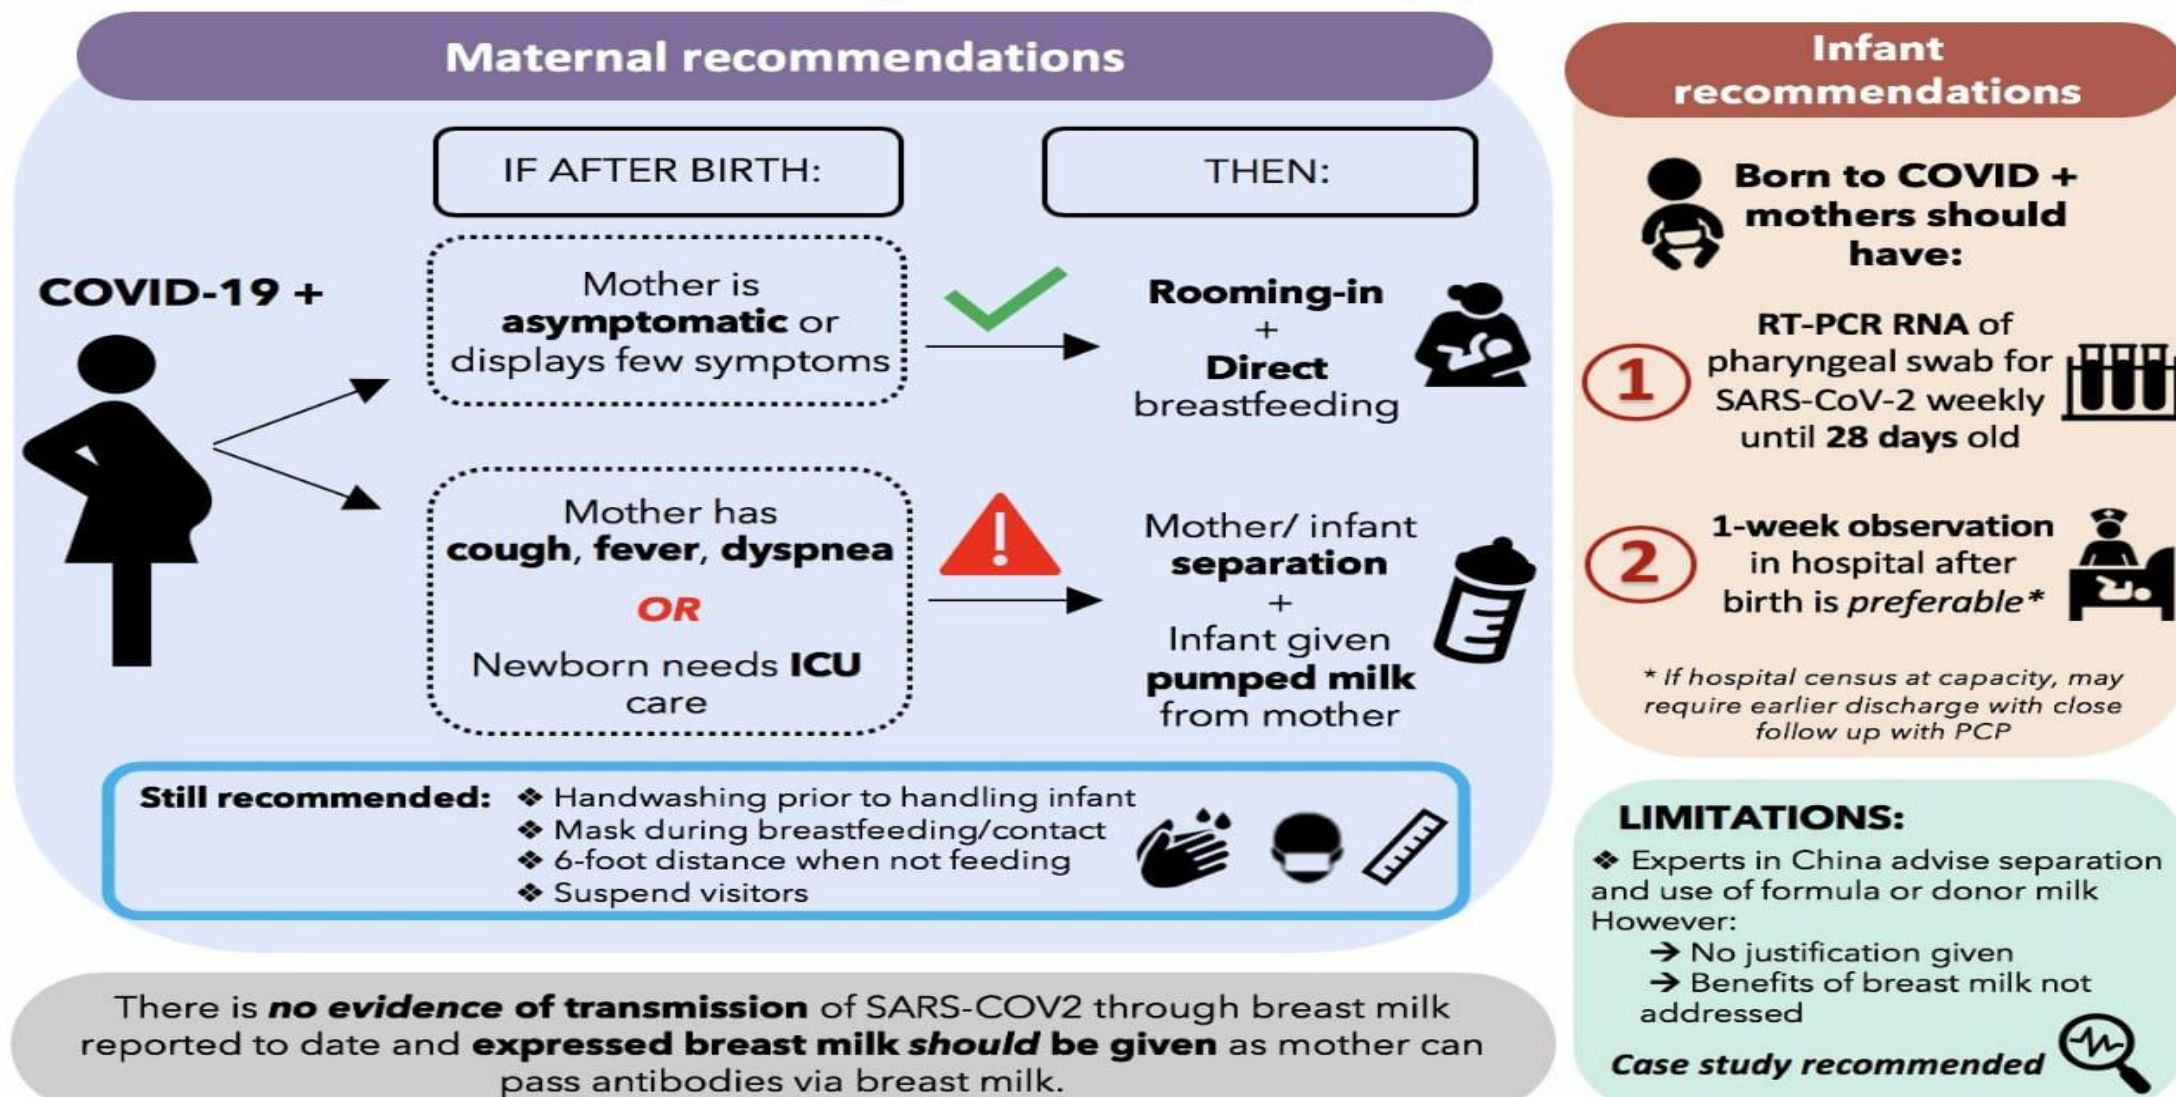 Maternal recommendations
IF AFTER BIRTH:
THEN:
COVID-19 +
Mother is
asymptomatic or
displays few symptoms
Rooming-in
+
Direct
breastfeeding
Mother has
cough, fever, dyspnea
OR
Newborn needs ICU
care
Mother/ infant
separation
+
Infant given
pumped milk
from mother
Still recommended:
❖ Handwashing prior to handling infant
❖ Mask during breastfeeding/contact
❖ 6-foot distance when not feeding
❖ Suspend visitors
There is no evidence of transmission of SARS-COV2 through breast milk
reported to date and expressed breast milk should be given as mother can
pass antibodies via breast milk.
Infant
recommendations
Born to COVID +
mothers should
have:
1
RT-PCR RNA of
pharyngeal swab for
SARS-CoV-2 weekly
until 28 days old
2
1-week observation
in hospital after
birth is preferable*
* If hospital census at capacity, may
require earlier discharge with close
follow up with PCP
LIMITATIONS:
❖ Experts in China advise separation
and use of formula or donor milk
However:
→ No justification given
→ Benefits of breast milk not
addressed
Case study recommended